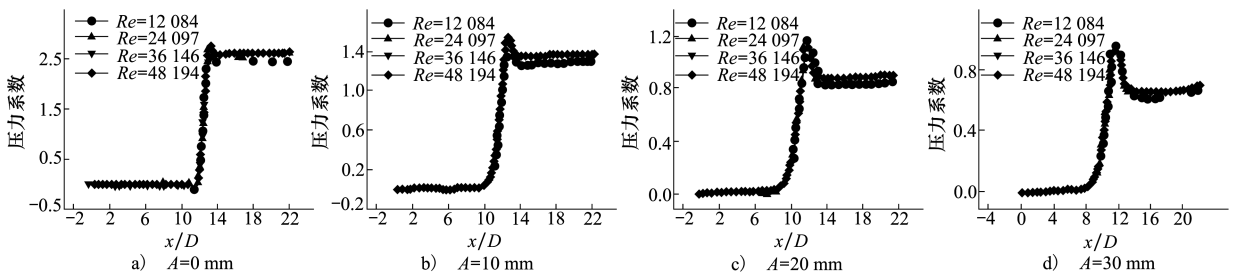 压力系数
2.5
1.5
0.5
−0.5
Re=12 084
Re=24 097
Re=36 146
Re=48 194
−2 2 6 10 14 18 22
x/D
a) A=0 mm
压力系数
1.4
1.0
0.6
0.2
−0.2
Re=12 084
Re=24 097
Re=36 146
Re=48 194
−2 2 6 10 14 18 22
x/D
b) A=10 mm
压力系数
1.2
0.8
0.4
0.0
Re=12 084
Re=24 097
Re=36 146
Re=48 194
−2 2 6 10 14 18 22
x/D
c) A=20 mm
压力系数
0.8
0.4
0.0
Re=12 084
Re=24 097
Re=36 146
Re=48 194
−4 0 4 8 12 16 20
x/D
d) A=30 mm